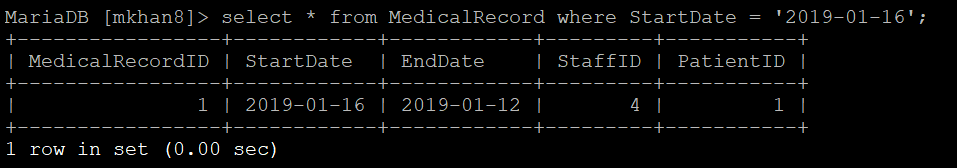 MariaDB [mkhan8]> select * from MedicalRecord where StartDate = '2019-01-16';
+-----------------+------------+------------+---------+-----------+
| MedicalRecordID | StartDate  | EndDate    | StaffID | PatientID |
+-----------------+------------+------------+---------+-----------+
|               1 | 2019-01-16 | 2019-01-12 |       4 |         1 |
+-----------------+------------+------------+---------+-----------+
1 row in set (0.00 sec)